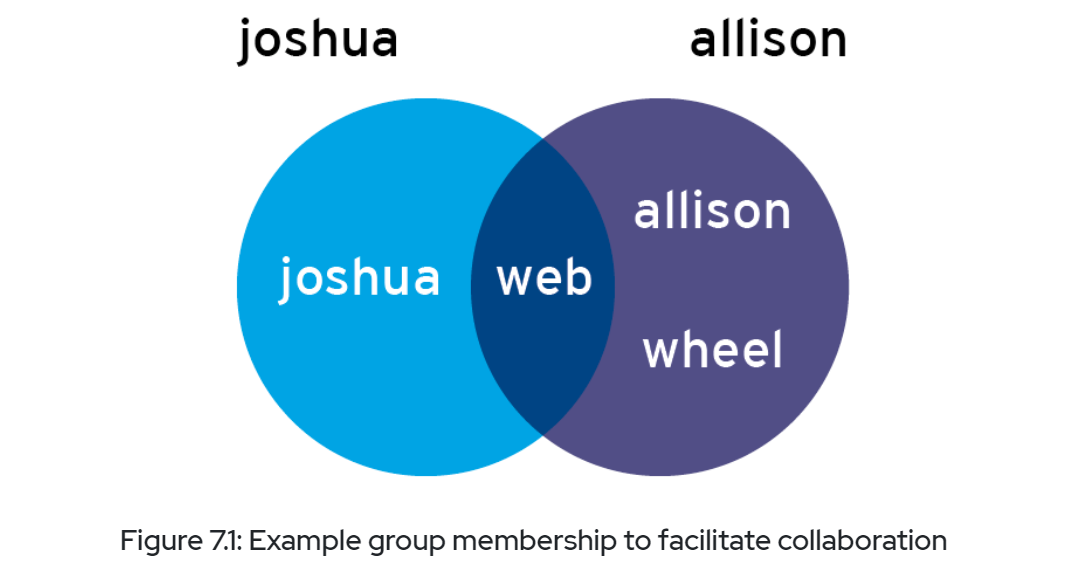 joshua allison
allison
joshua web
wheel
Figure 7.1: Example group membership to facilitate collaboration